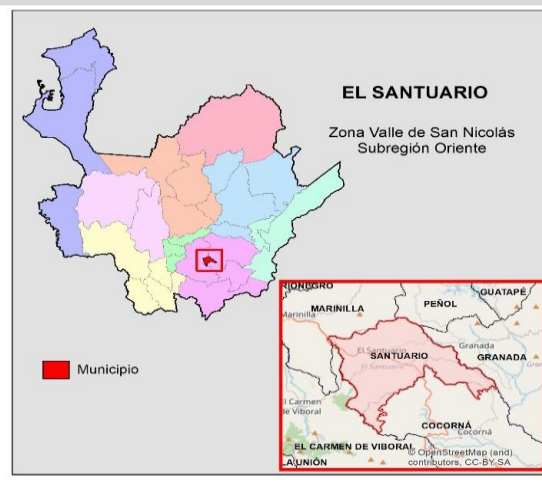 EL SANTUARIO
Zona Valle de San Nicolás
Subregión Oriente
Municipio
RIONEGRO
GUATAPÉ
MARINILLA
PEÑOL
Marinilla
El Santuario
Granada
SANTUARIO
GRANADA
El Santuario
El Carmen
de Viboral
COCORNÁ
Cocorná
EL CARMEN DE VIBORAL
© OpenStreetMap (and)
LA UNIÓN
contributors, CC-BY-SA